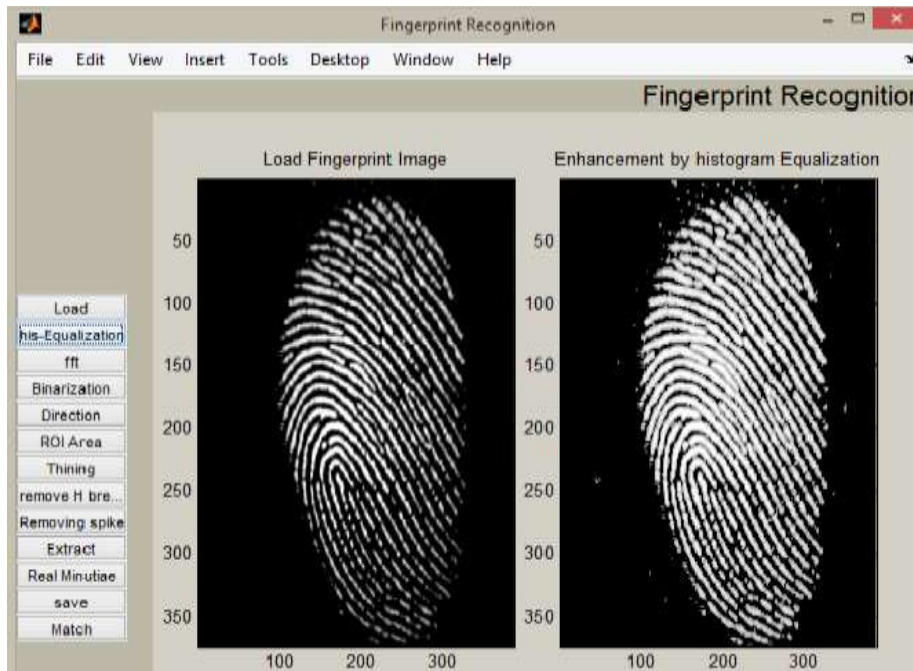 Fingerprint Recognition
File Edit View Insert Tools Desktop Window Help
Fingerprint Recognition
Load Fingerprint Image
Enhancement by histogram Equalization
50
100
150
200
250
300
350
100 200 300
50
100
150
200
250
300
350
100 200 300
Load
his-Equalization
fft
Binarization
Direction
ROI Area
Thining
remove H bre...
Removing spike
Extract
Real Minutiae
save
Match